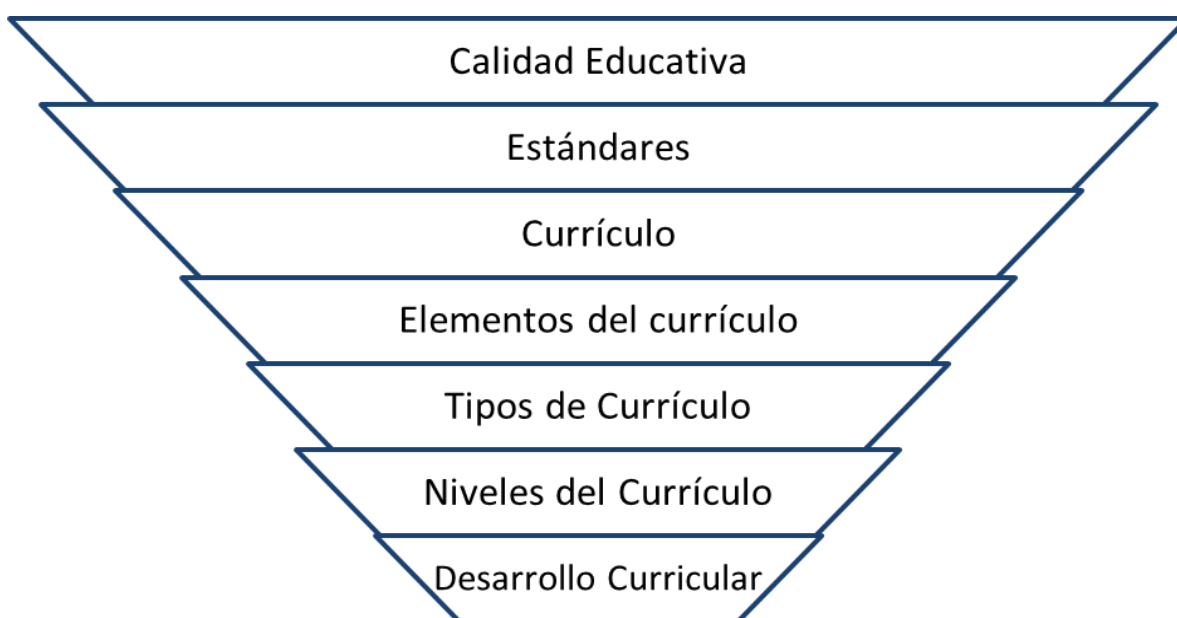 Calidad Educativa
Estándares
Currículo
Elementos del currículo
Tipos de Currículo
Niveles del Currículo
Desarrollo Curricular